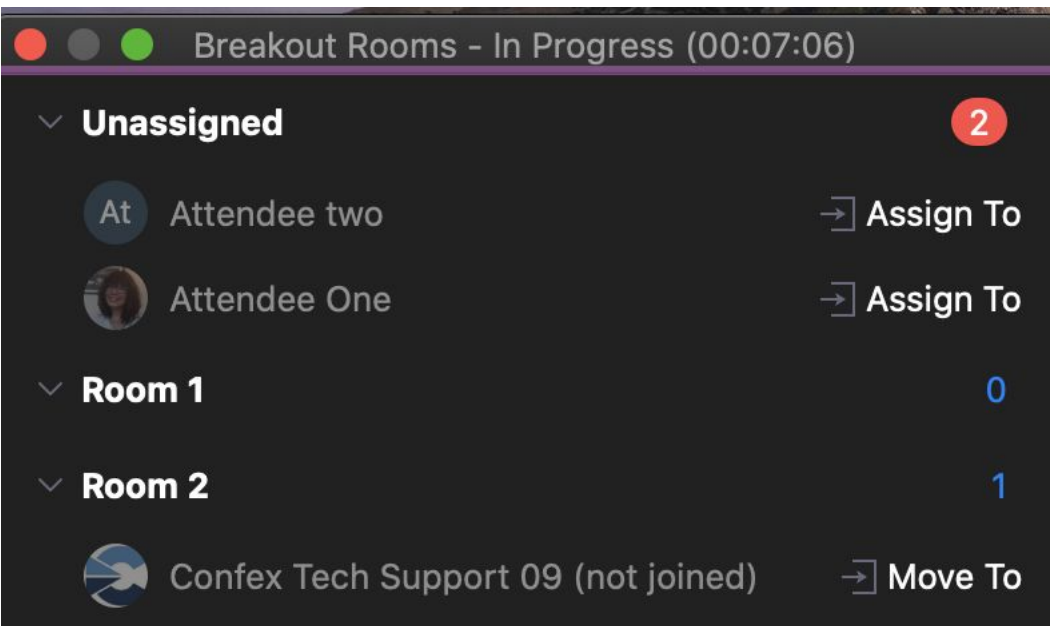 Breakout Rooms - In Progress (00:07:06)
Unassigned 2
At Attendee two Assign To
Attendee One Assign To
Room 1 0
Room 2 1
Confex Tech Support 09 (not joined) Move To